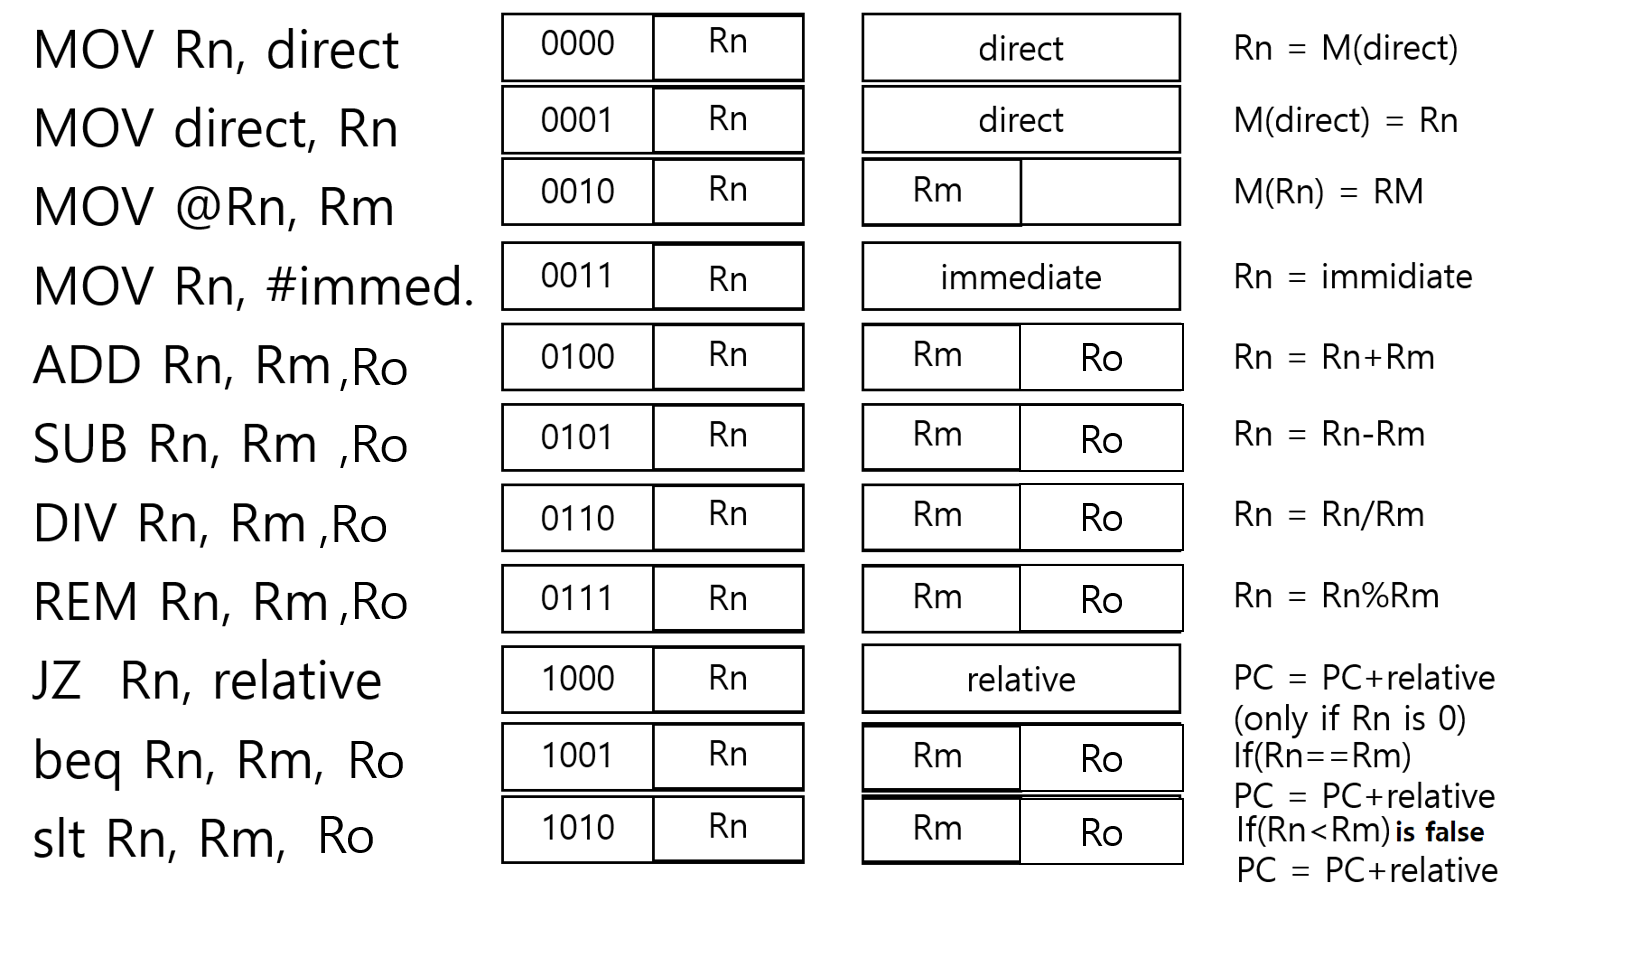 MOV Rn, direct 0000 Rn direct Rn = M(direct)
MOV direct, Rn 0001 Rn direct M(direct) = Rn
MOV @Rn, Rm 0010 Rn Rm M(Rn) = RM
MOV Rn, #immed. 0011 Rn immediate Rn = immidiate
ADD Rn, Rm ,Ro 0100 Rn Rm Ro Rn = Rn+Rm
SUB Rn, Rm ,Ro 0101 Rn Rm Ro Rn = Rn-Rm
DIV Rn, Rm ,Ro 0110 Rn Rm Ro Rn = Rn/Rm
REM Rn, Rm ,Ro 0111 Rn Rm Ro Rn = Rn%Rm
JZ Rn, relative 1000 Rn relative PC = PC+relative
(only if Rn is 0)
beq Rn, Rm, Ro 1001 Rn Rm Ro If(Rn==Rm)
PC = PC+relative
slt Rn, Rm, Ro 1010 Rn Rm Ro If(Rn<Rm) is false
PC = PC+relative